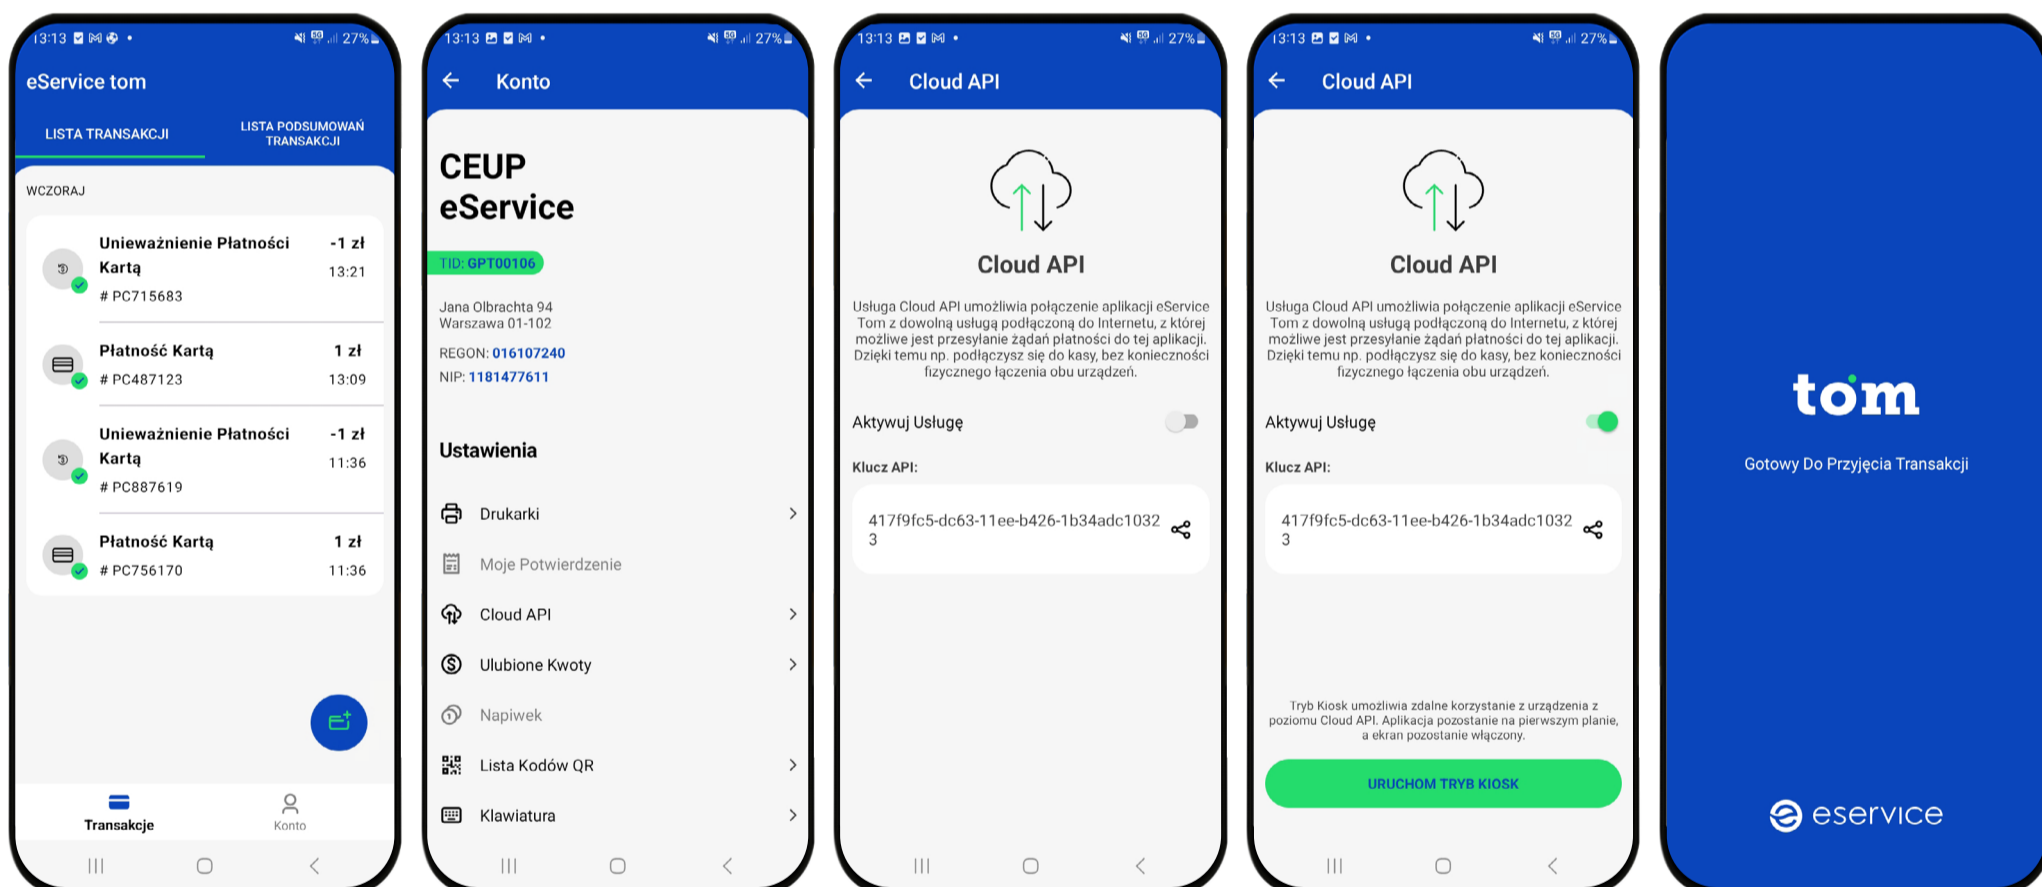 13:13
27%
eService tom
LISTA TRANSAKCJI
LISTA PODSUMOWAŃ
TRANSAKCJI
WCZORAJ
Unieważnienie Płatności
Kartą
-1 zł
13:21
# PC715683
Płatność Kartą
1 zł
# PC487123
13:09
Unieważnienie Płatności
Kartą
-1 zł
11:36
# PC887619
Płatność Kartą
1 zł
# PC756170
11:36
Transakcje
Konto
13:13
27%
Konto
CEUP
eService
TID: GPT00106
Jana Olbrachta 94
Warszawa 01-102
REGON: 016107240
NIP: 1181477611
Ustawienia
Drukarki
Moje Potwierdzenie
Cloud API
Ulubione Kwoty
Napiwek
Lista Kodów QR
Klawiatura
13:13
27%
Cloud API
Cloud API
Usługa Cloud API umożliwia połączenie aplikacji eService
Tom z dowolną usługą podłączoną do Internetu, z której
możliwe jest przesyłanie żądań płatności do tej aplikacji.
Dzięki temu np. podłączysz się do kasy, bez konieczności
fizycznego łączenia obu urządzeń.
Aktywuj Usługę
Klucz API:
417f9fc5-dc63-11ee-b426-1b34adc1032
3
13:13
27%
Cloud API
Cloud API
Usługa Cloud API umożliwia połączenie aplikacji eService
Tom z dowolną usługą podłączoną do Internetu, z której
możliwe jest przesyłanie żądań płatności do tej aplikacji.
Dzięki temu np. podłączysz się do kasy, bez konieczności
fizycznego łączenia obu urządzeń.
Aktywuj Usługę
Klucz API:
417f9fc5-dc63-11ee-b426-1b34adc1032
3
Tryb Kiosk umożliwia zdalne korzystanie z urządzenia z
poziomu Cloud API. Aplikacja pozostanie na pierwszym planie,
a ekran pozostanie włączony.
URUCHOM TRYB KIOSK
tom
Gotowy Do Przyjęcia Transakcji
eservice